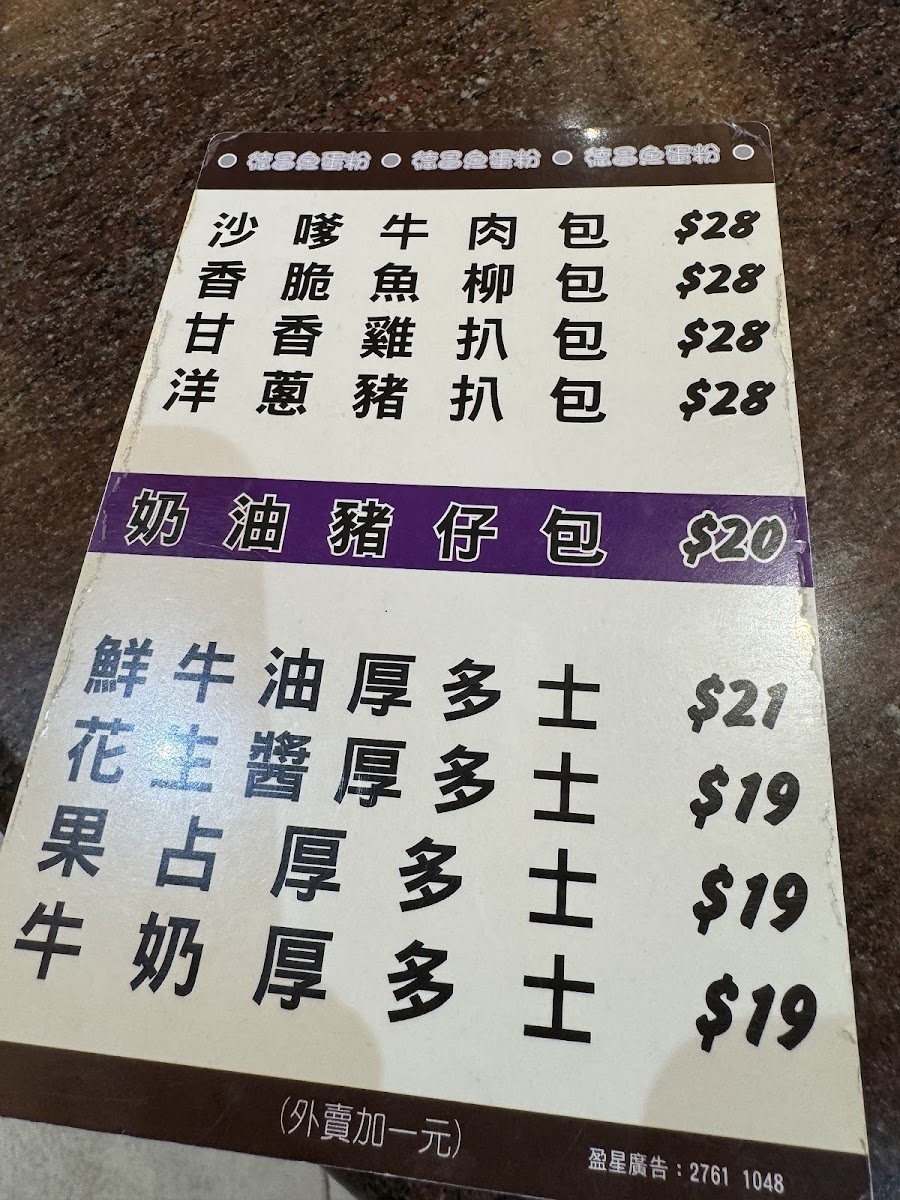 德昌魚蛋粉 德昌魚蛋粉 德昌魚蛋粉
沙嗲牛肉包 $28
香脆魚柳包 $28
甘香雞扒包 $28
洋蔥豬扒包 $28
奶油豬仔包 $20
鮮牛油厚多士 $21
花生醬厚多士 $19
果占厚多士 $19
牛奶厚多士 $19
(外賣加一元)
盈星廣告：2761 1048